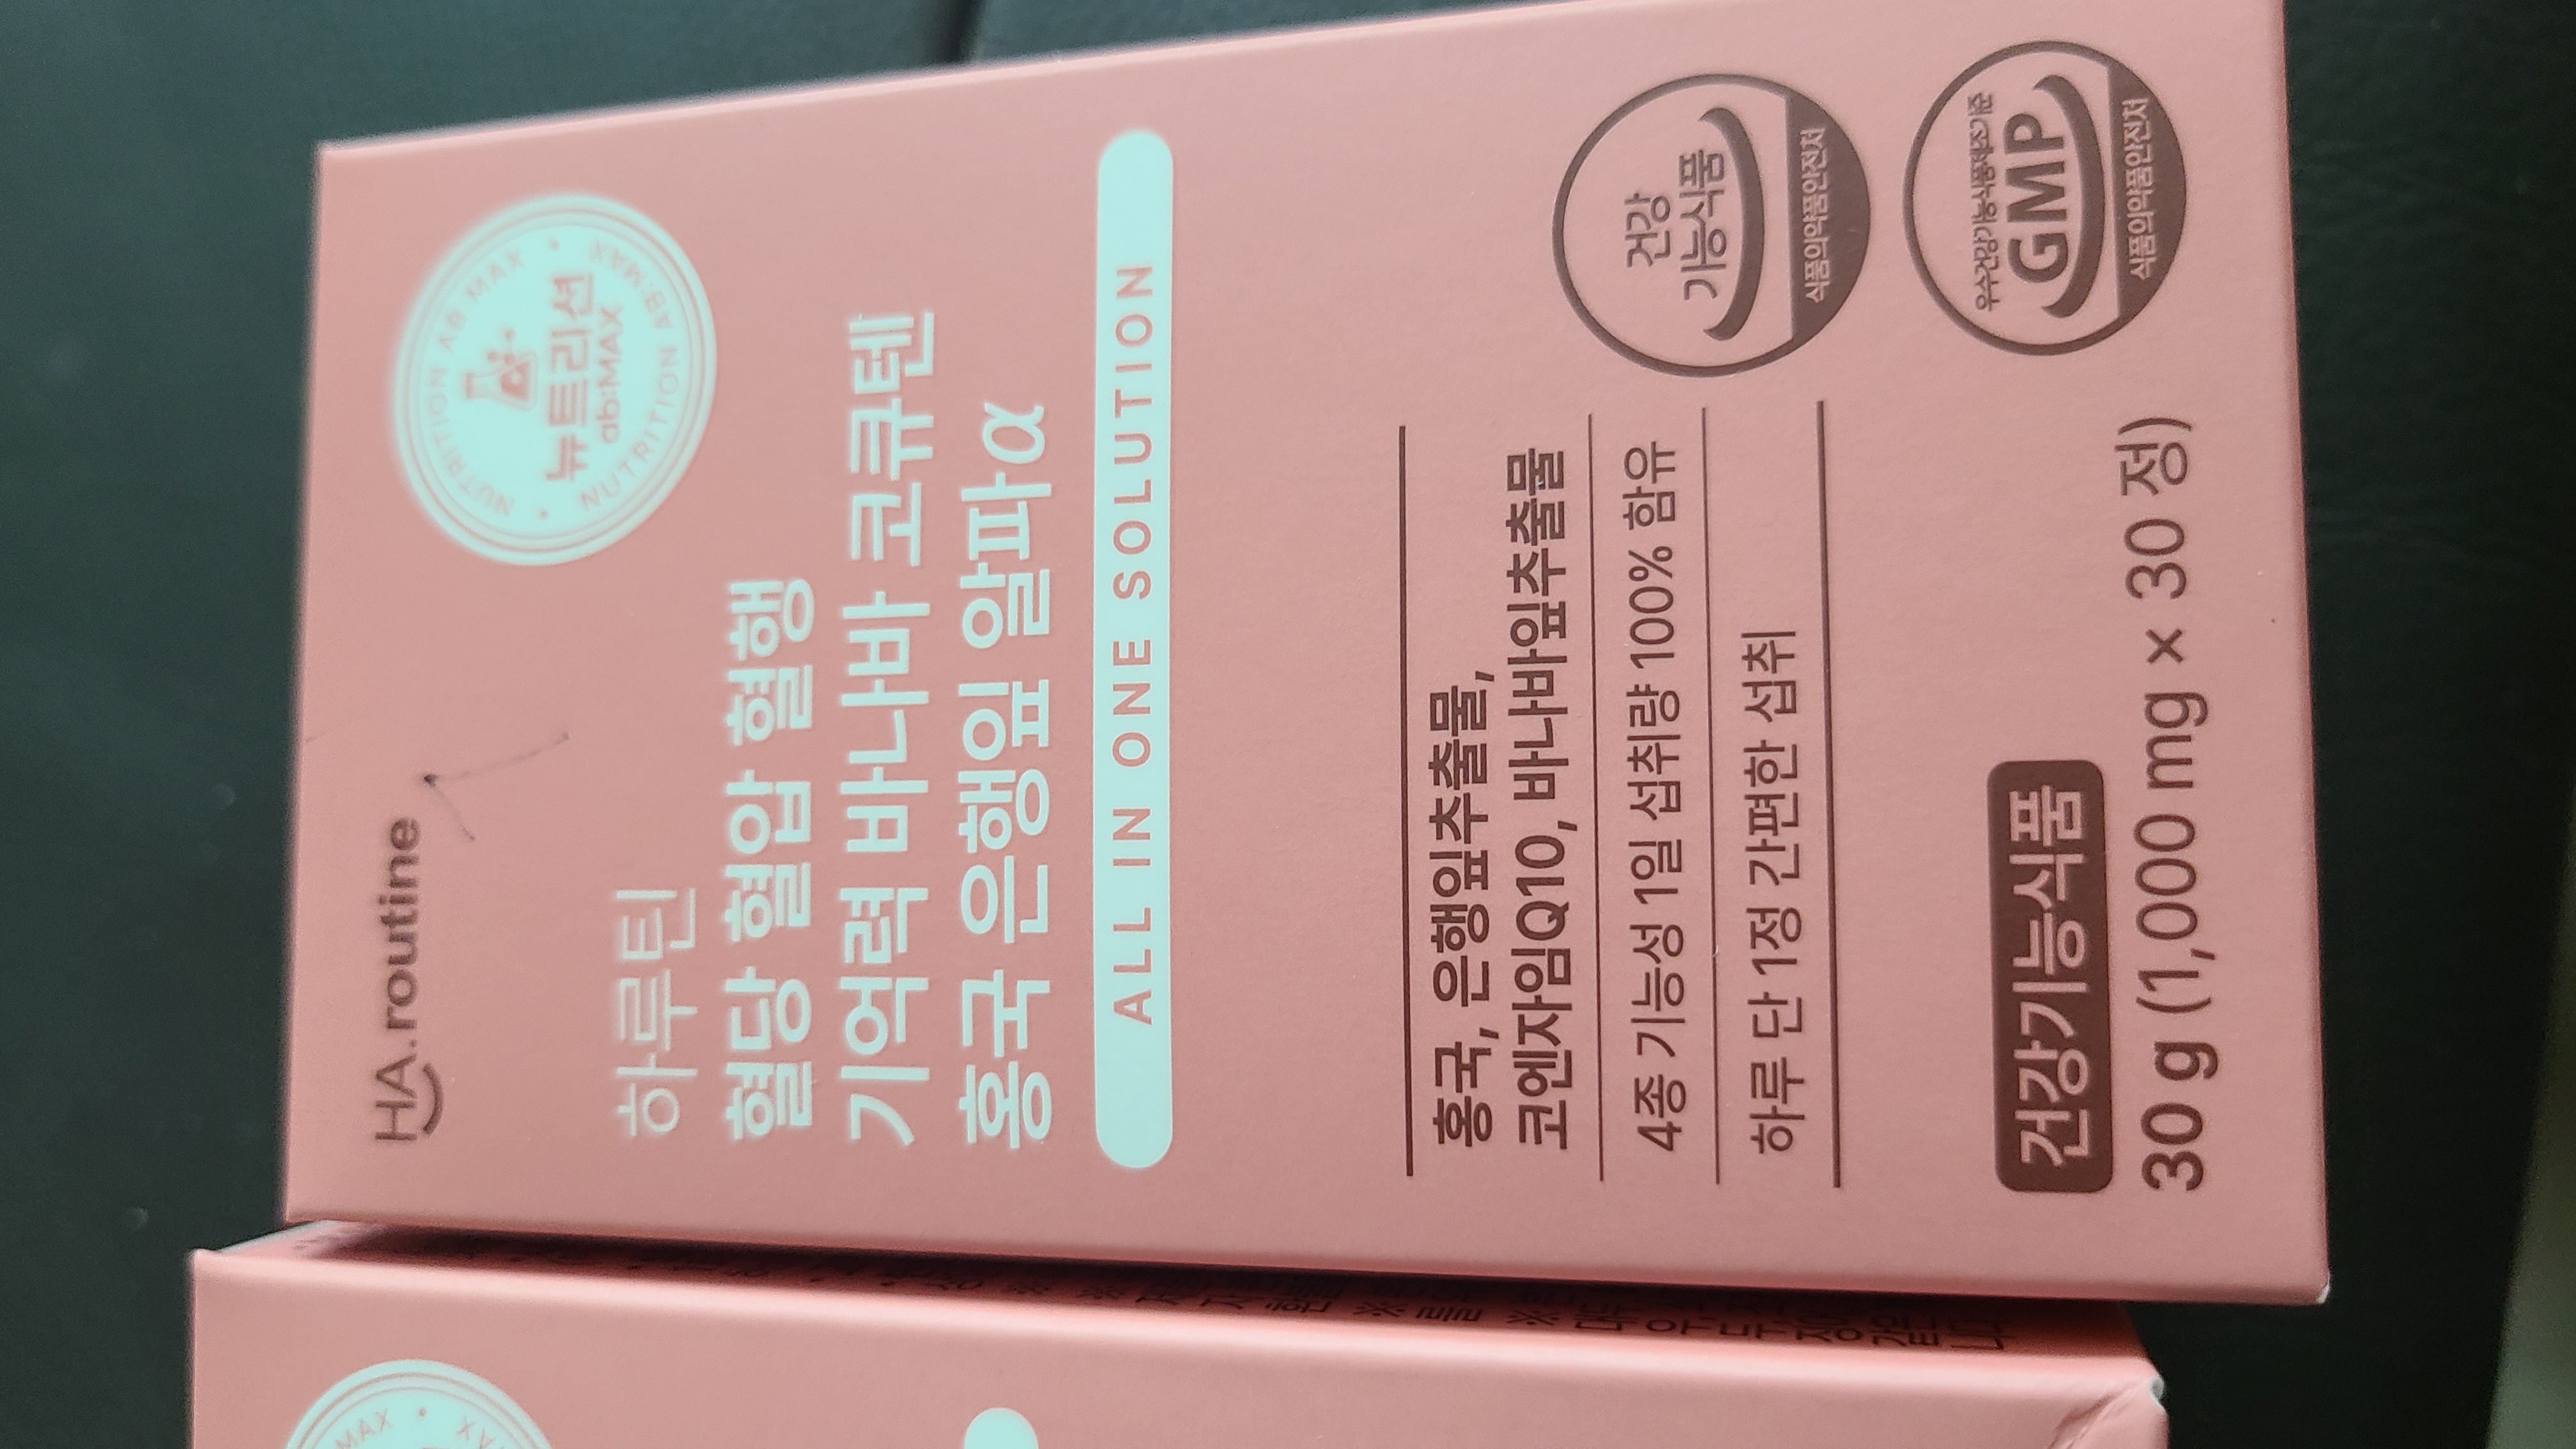 HA.routine
NUTRITION AB:MAX
뉴트리션
ab:MAX
NUTRITION AB:MAX
하루틴
혈당 혈압 혈행
기억력 바나바 코큐텐
홍국 은행잎 알파α
ALL IN ONE SOLUTION
홍국, 은행잎추출물,
코엔자임Q10, 바나바잎추출물
4종 기능성 1일 섭취량 100% 함유
하루 단 1정 간편한 섭취
건강
기능식품
식품의약품안전처
우수건강기능식품제조기준
GMP
식품의약품안전처
건강기능식품
30 g (1,000 mg × 30 정)
MAX